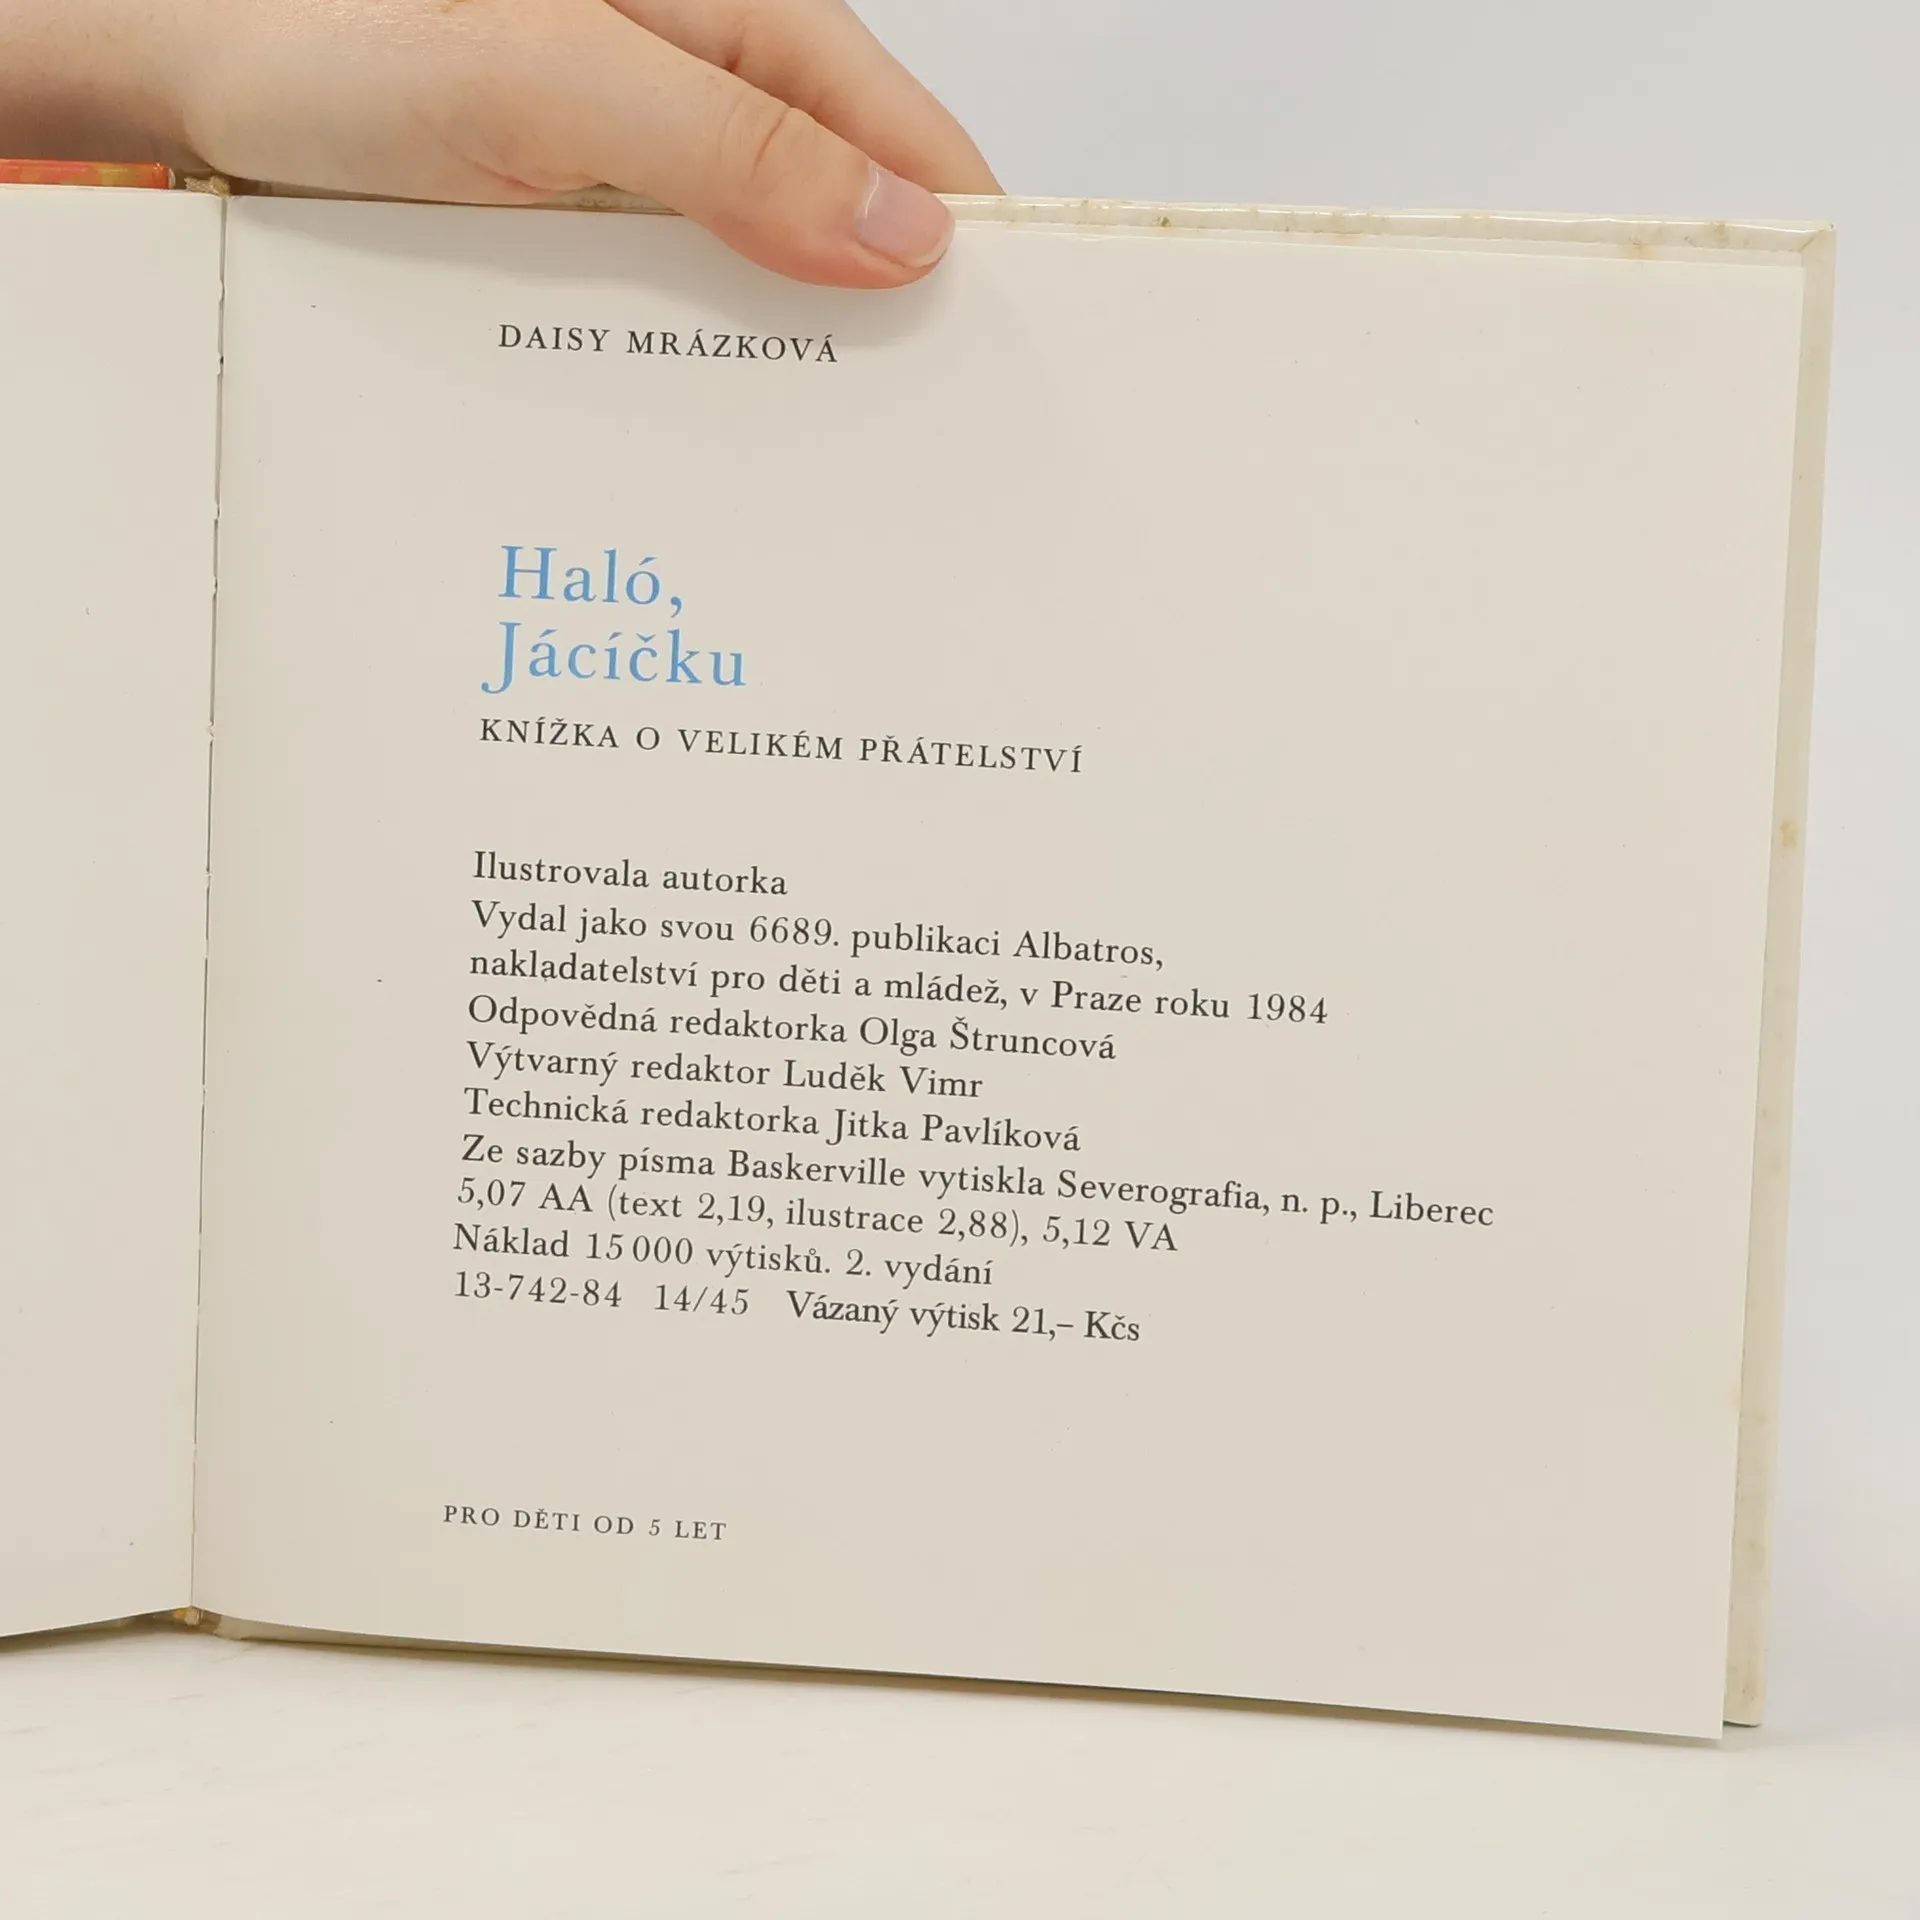 DAISY MRÁZKOVÁ
Haló,
Jácíčku
KNÍŽKA O VELIKÉM PŘÁTELSTVÍ
Ilustrovala autorka
Vydal jako svou 6689. publikaci Albatros,
nakladatelství pro děti a mládež, v Praze roku 1984
Odpovědná redaktorka Olga Štruncová
Výtvarný redaktor Luděk Vimr
Technická redaktorka Jitka Pavlíková
Ze sazby písma Baskerville vytiskla Severografia, n. p., Liberec
5,07 AA (text 2,19, ilustrace 2,88), 5,12 VA
Náklad 15 000 výtisků. 2. vydání
13-742-84 14/45 Vázaný výtisk 21,– Kčs
PRO DĚTI OD 5 LET